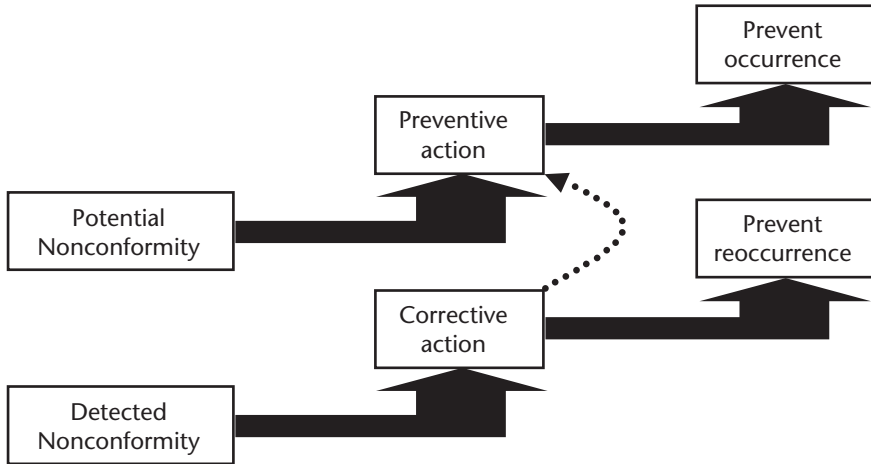 Prevent
occurrence
Preventive
action
Potential
Nonconformity
Prevent
reoccurrence
Corrective
action
Detected
Nonconformity